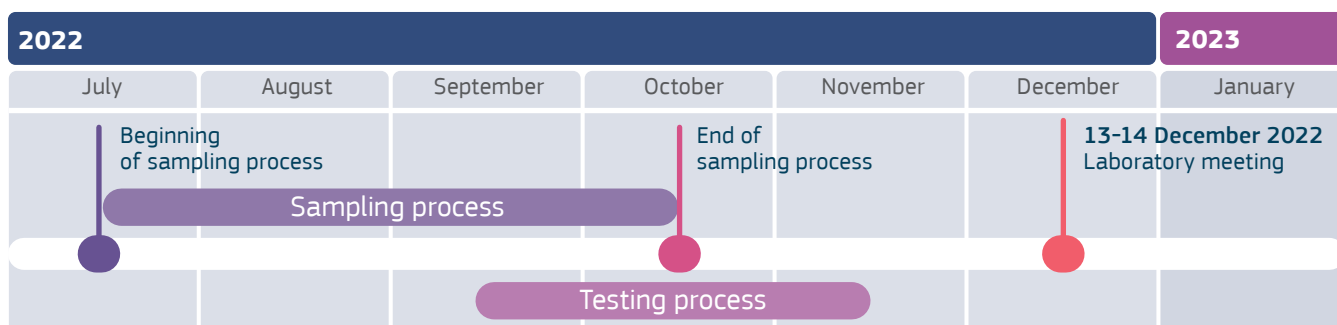 2022
2023
July
August
September
October
November
December
January
Beginning
of sampling process
End of
sampling process
13-14 December 2022
Laboratory meeting
Sampling process
Testing process